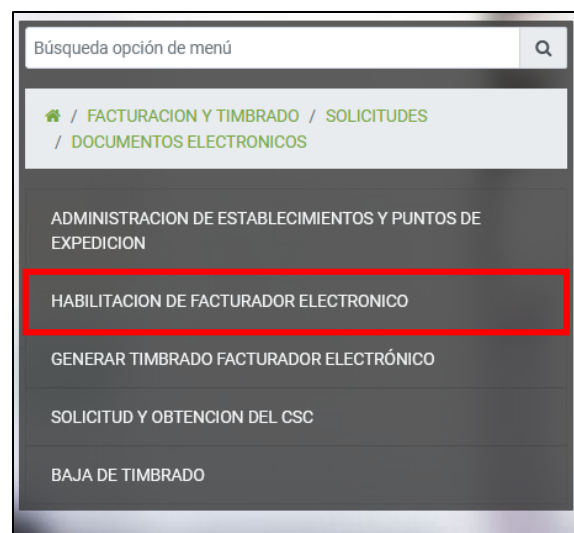 Búsqueda opción de menú
/ FACTURACION Y TIMBRADO / SOLICITUDES
/ DOCUMENTOS ELECTRONICOS
ADMINISTRACION DE ESTABLECIMIENTOS Y PUNTOS DE
EXPEDICION
HABILITACION DE FACTURADOR ELECTRONICO
GENERAR TIMBRADO FACTURADOR ELECTRÓNICO
SOLICITUD Y OBTENCION DEL CSC
BAJA DE TIMBRADO